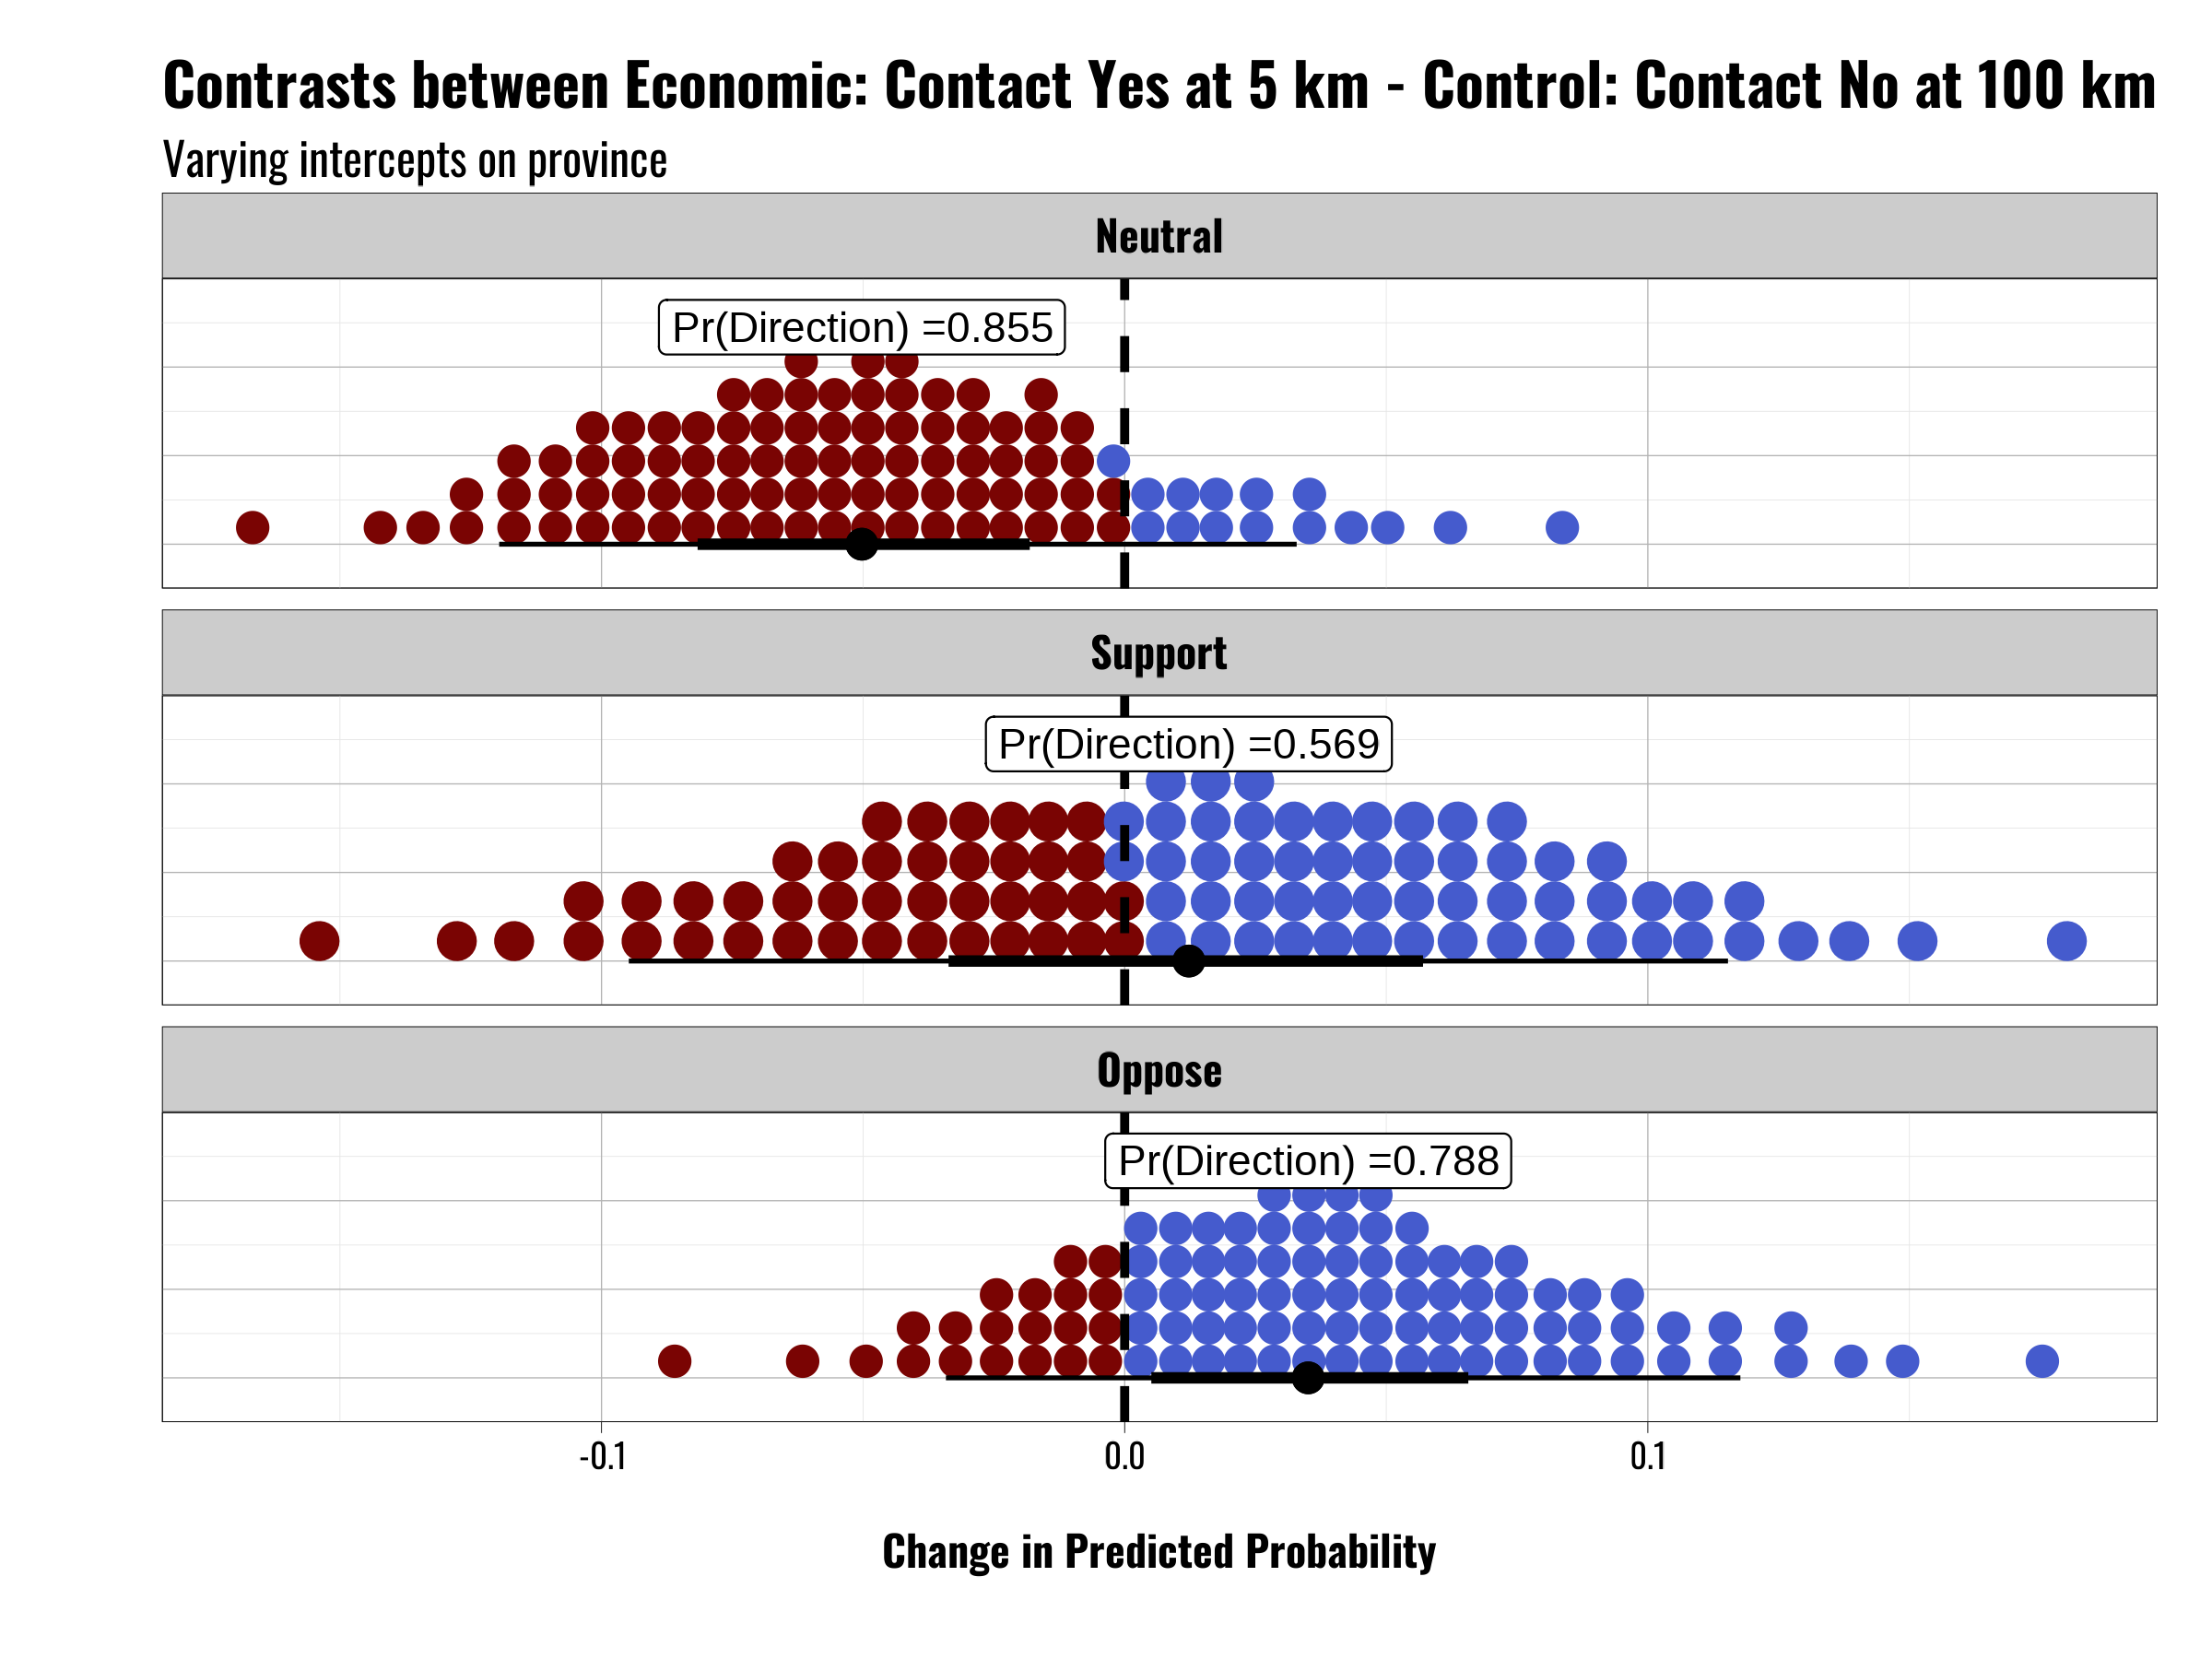 Contrasts between Economic: Contact Yes at 5 km - Control: Contact No at 100 km
Varying intercepts on province
Neutral
Pr(Direction) =0.855
Support
Pr(Direction) =0.569
Oppose
Pr(Direction) =0.788
-0.1 0.0 0.1
Change in Predicted Probability